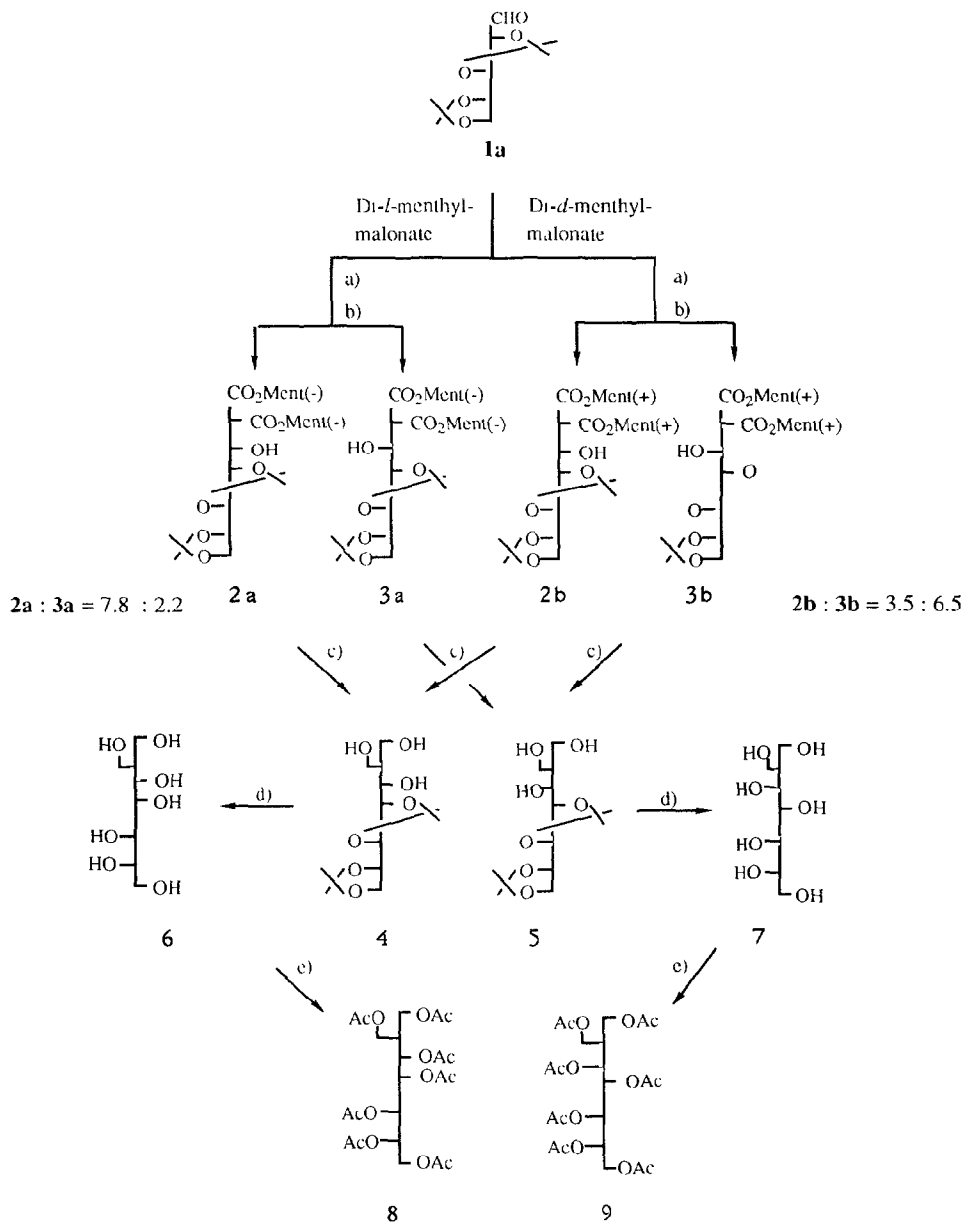 CHO
O
O
O
O
1a
Di-l-menthyl-malonate
Di-d-menthyl-malonate
a)
b)
a)
b)
CO2Ment(-)
CO2Ment(-)
OH
O
O
O
O
2a
CO2Ment(-)
CO2Ment(-)
HO
O
O
O
O
3a
CO2Ment(+)
CO2Ment(+)
OH
O
O
O
O
2b
CO2Ment(+)
CO2Ment(+)
HO
O
O
O
O
3b
2a : 3a = 7.8 : 2.2
2b : 3b = 3.5 : 6.5
c)
c)
c)
HO
OH
OH
OH
HO
HO
OH
6
d)
HO
OH
OH
O
O
O
O
4
HO
OH
HO
O
O
O
O
5
d)
HO
OH
HO
OH
HO
HO
OH
7
e)
e)
AcO
OAc
OAc
OAc
AcO
AcO
OAc
8
AcO
OAc
AcO
OAc
AcO
AcO
OAc
9